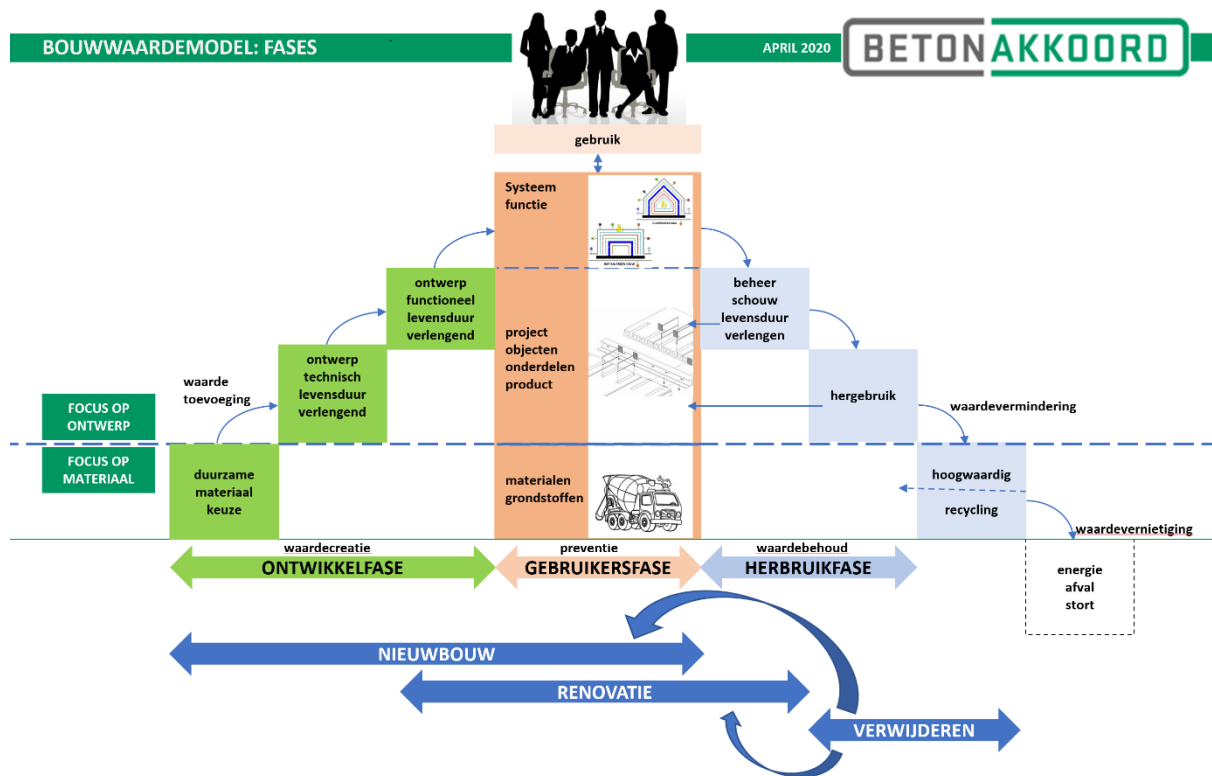 BOUWWAARDEMODEL: FASES
APRIL 2020
BETONAKKOORD
gebruik
Systeem
functie
ontwerp
functioneel
levensduur
verlengend
beheer
schouw
levensduur
verlengen
project
objecten
onderdelen
product
ontwerp
technisch
levensduur
verlengend
waarde
toevoeging
hergebruik
waardevermindering
FOCUS OP
ONTWERP
FOCUS OP
MATERIAAL
duurzame
materiaal
keuze
materialen
grondstoffen
hoogwaardig
recycling
waardevernietiging
waardecreatie
ONTWIKKELFASE
preventie
GEBRUIKERSFASE
waardebehoud
HERBRUIKFASE
energie
afval
stort
NIEUWBOUW
RENOVATIE
VERWIJDEREN